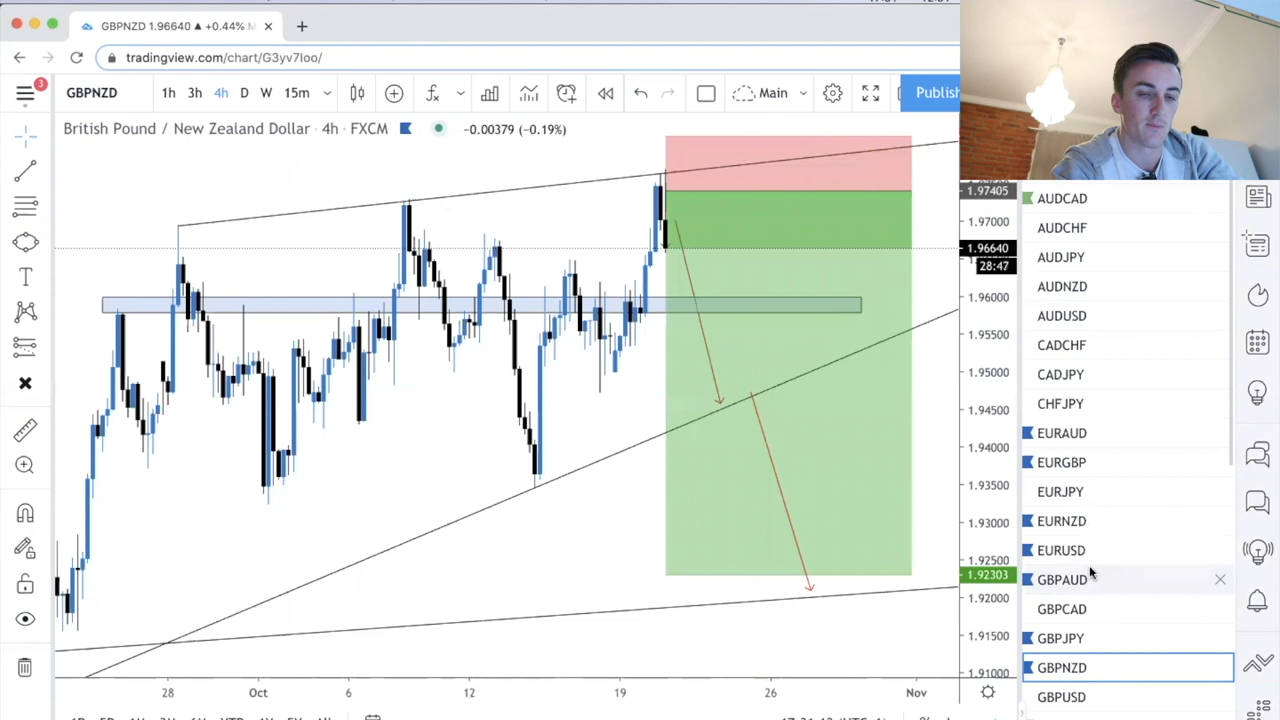 GBPNZD 1.96640 ▲ +0.44%
tradingview.com/chart/G3yv7loo/
3
GBPNZD 1h 3h 4h D W 15m Main Publish
British Pound / New Zealand Dollar · 4h · FXCM −0.00379 (−0.19%)
1.97405
1.97000
1.96640
28:47
1.96000
1.95500
1.95000
1.94500
1.94000
1.93500
1.93000
1.92500
1.92303
1.92000
1.91500
1.91000
28 Oct 6 12 19 26 Nov
AUDCAD
AUDCHF
AUDJPY
AUDNZD
AUDUSD
CADCHF
CADJPY
CHFJPY
EURAUD
EURGBP
EURJPY
EURNZD
EURUSD
GBPAUD
GBPCAD
GBPJPY
GBPNZD
GBPUSD